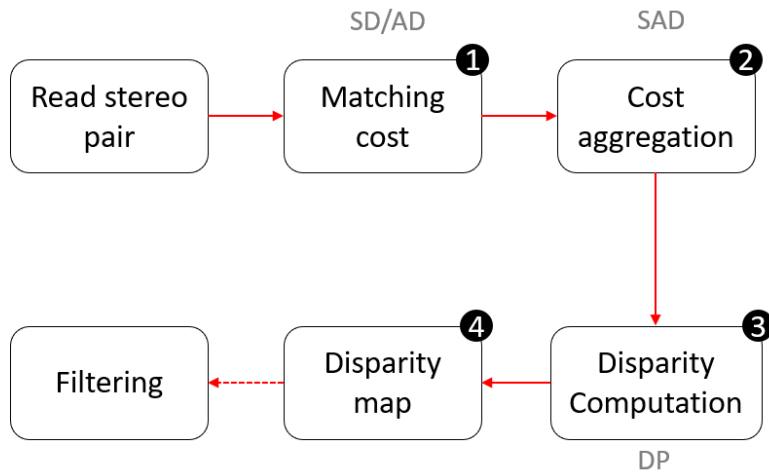 SD/AD
SAD
1
2
Read stereo
pair
Matching
cost
Cost
aggregation
4
3
Filtering
Disparity
map
Disparity
Computation
DP